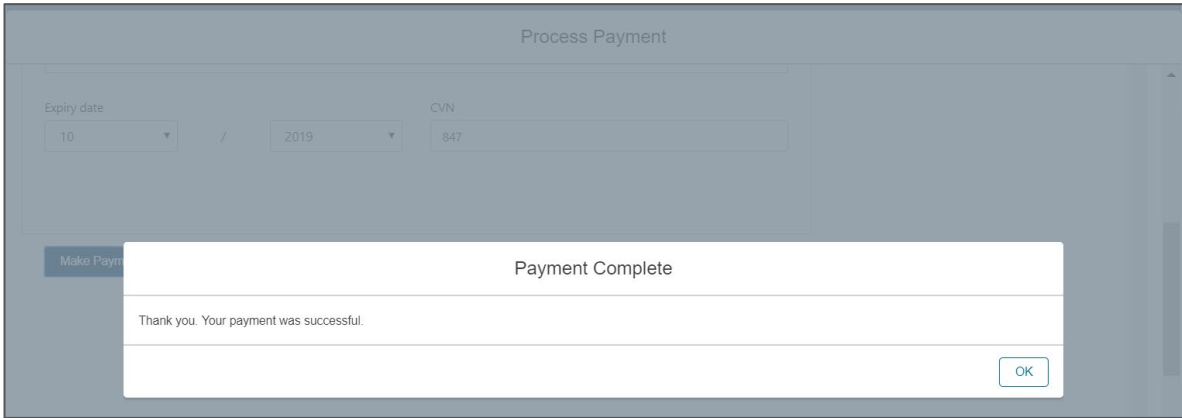 Process Payment
Expiry date CVN
10 / 2019 847
Make Paym
Payment Complete
Thank you. Your payment was successful.
OK